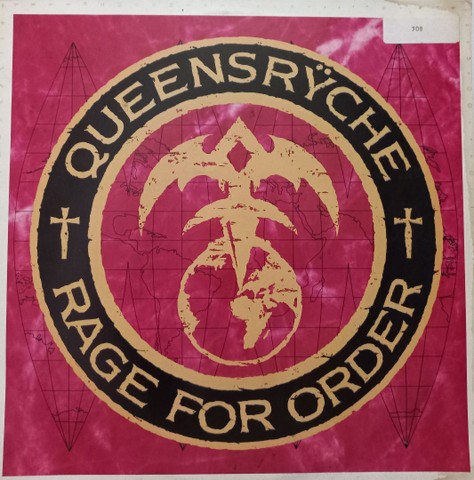 308
QUEENSRŸCHE
RAGE FOR ORDER